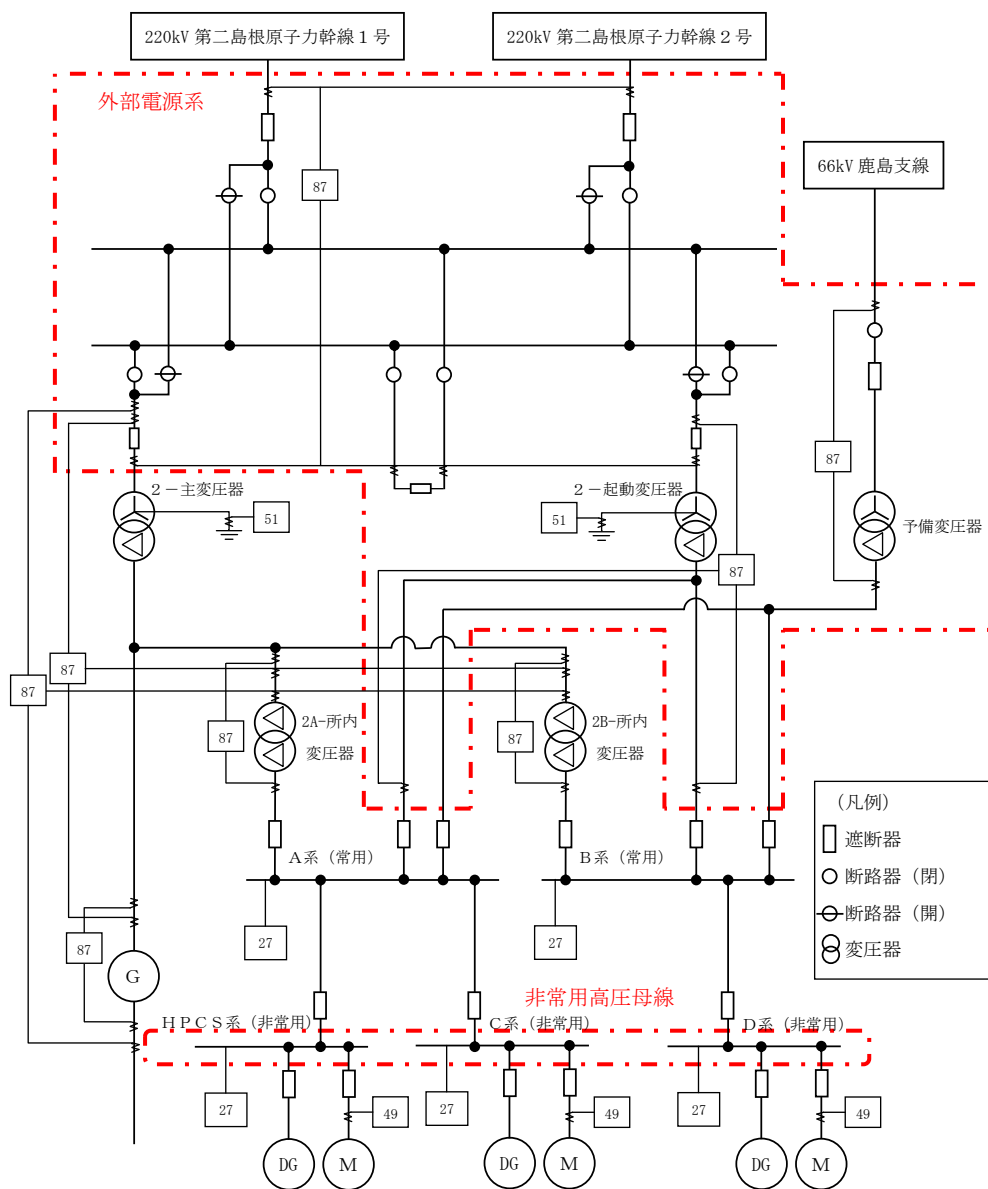 220kV 第二島根原子力幹線１号
220kV 第二島根原子力幹線２号
外部電源系
66kV 鹿島支線
87
87
２－主変圧器
51
２－起動変圧器
51
予備変圧器
87
87
87
87
2A-所内
変圧器
87
2B-所内
変圧器
（凡例）
遮断器
断路器（閉）
断路器（開）
変圧器
Ａ系（常用）
Ｂ系（常用）
27
27
87
G
非常用高圧母線
ＨＰＣＳ系（非常用）
Ｃ系（非常用）
Ｄ系（非常用）
27
49
27
49
27
49
DG
M
DG
M
DG
M